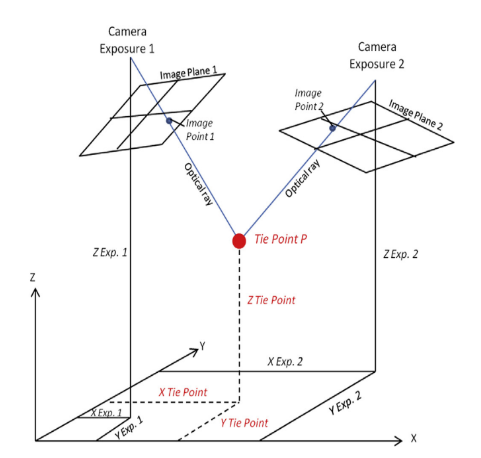 Camera
Exposure 1
Camera
Exposure 2
Image Plane 1
Image
Point 1
Image
Point 2
Image Plane 2
Optical ray
Optical ray
Tie Point P
Z Exp. 1
Z Exp. 2
Z Tie Point
Z
Y
X Exp. 2
X Tie Point
X Exp. 1
Y Exp. 1
Y Tie Point
Y Exp. 2
X